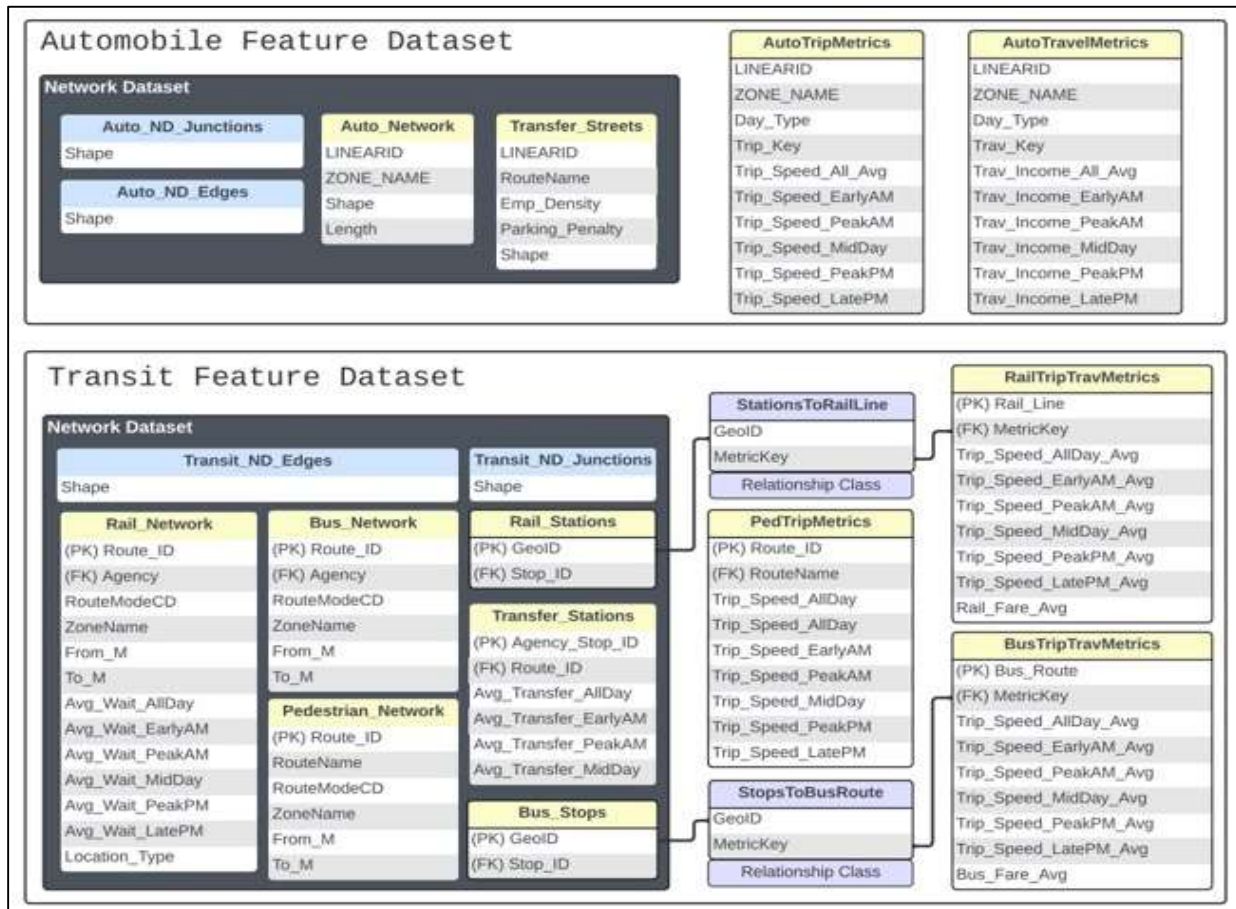 Automobile Feature Dataset
Network Dataset
Auto_ND_Junctions
Shape
Auto_ND_Edges
Shape
Auto_Network
LINEARID
ZONE_NAME
Shape
Length
Transfer_Streets
LINEARID
RouteName
Emp_Density
Parking_Penalty
Shape
AutoTripMetrics
LINEARID
ZONE_NAME
Day_Type
Trip_Key
Trip_Speed_All_Avg
Trip_Speed_EarlyAM
Trip_Speed_PeakAM
Trip_Speed_MidDay
Trip_Speed_PeakPM
Trip_Speed_LatePM
AutoTravelMetrics
LINEARID
ZONE_NAME
Day_Type
Trav_Key
Trav_Income_All_Avg
Trav_Income_EarlyAM
Trav_Income_PeakAM
Trav_Income_MidDay
Trav_Income_PeakPM
Trav_Income_LatePM
Transit Feature Dataset
Network Dataset
Transit_ND_Edges
Shape
Transit_ND_Junctions
Shape
Rail_Network
(PK) Route_ID
(FK) Agency
RouteModeCD
ZoneName
From_M
To_M
Avg_Wait_AllDay
Avg_Wait_EarlyAM
Avg_Wait_PeakAM
Avg_Wait_MidDay
Avg_Wait_PeakPM
Avg_Wait_LatePM
Location_Type
Bus_Network
(PK) Route_ID
(FK) Agency
RouteModeCD
ZoneName
From_M
To_M
Pedestrian_Network
(PK) Route_ID
RouteName
RouteModeCD
ZoneName
From_M
To_M
Rail_Stations
(PK) GeoID
(FK) Stop_ID
Transfer_Stations
(PK) Agency_Stop_ID
(FK) Route_ID
Avg_Transfer_AllDay
Avg_Transfer_EarlyAM
Avg_Transfer_PeakAM
Avg_Transfer_MidDay
Bus_Stops
(PK) GeoID
(FK) Stop_ID
StationsToRailLine
GeoID
MetricKey
Relationship Class
PedTripMetrics
(PK) Route_ID
(FK) RouteName
Trip_Speed_AllDay
Trip_Speed_AllDay
Trip_Speed_EarlyAM
Trip_Speed_PeakAM
Trip_Speed_MidDay
Trip_Speed_PeakPM
Trip_Speed_LatePM
StopsToBusRoute
GeoID
MetricKey
Relationship Class
RailTripTravMetrics
(PK) Rail_Line
(FK) MetricKey
Trip_Speed_AllDay_Avg
Trip_Speed_EarlyAM_Avg
Trip_Speed_PeakAM_Avg
Trip_Speed_MidDay_Avg
Trip_Speed_PeakPM_Avg
Trip_Speed_LatePM_Avg
Rail_Fare_Avg
BusTripTravMetrics
(PK) Bus_Route
(FK) MetricKey
Trip_Speed_AllDay_Avg
Trip_Speed_EarlyAM_Avg
Trip_Speed_PeakAM_Avg
Trip_Speed_MidDay_Avg
Trip_Speed_PeakPM_Avg
Trip_Speed_LatePM_Avg
Bus_Fare_Avg